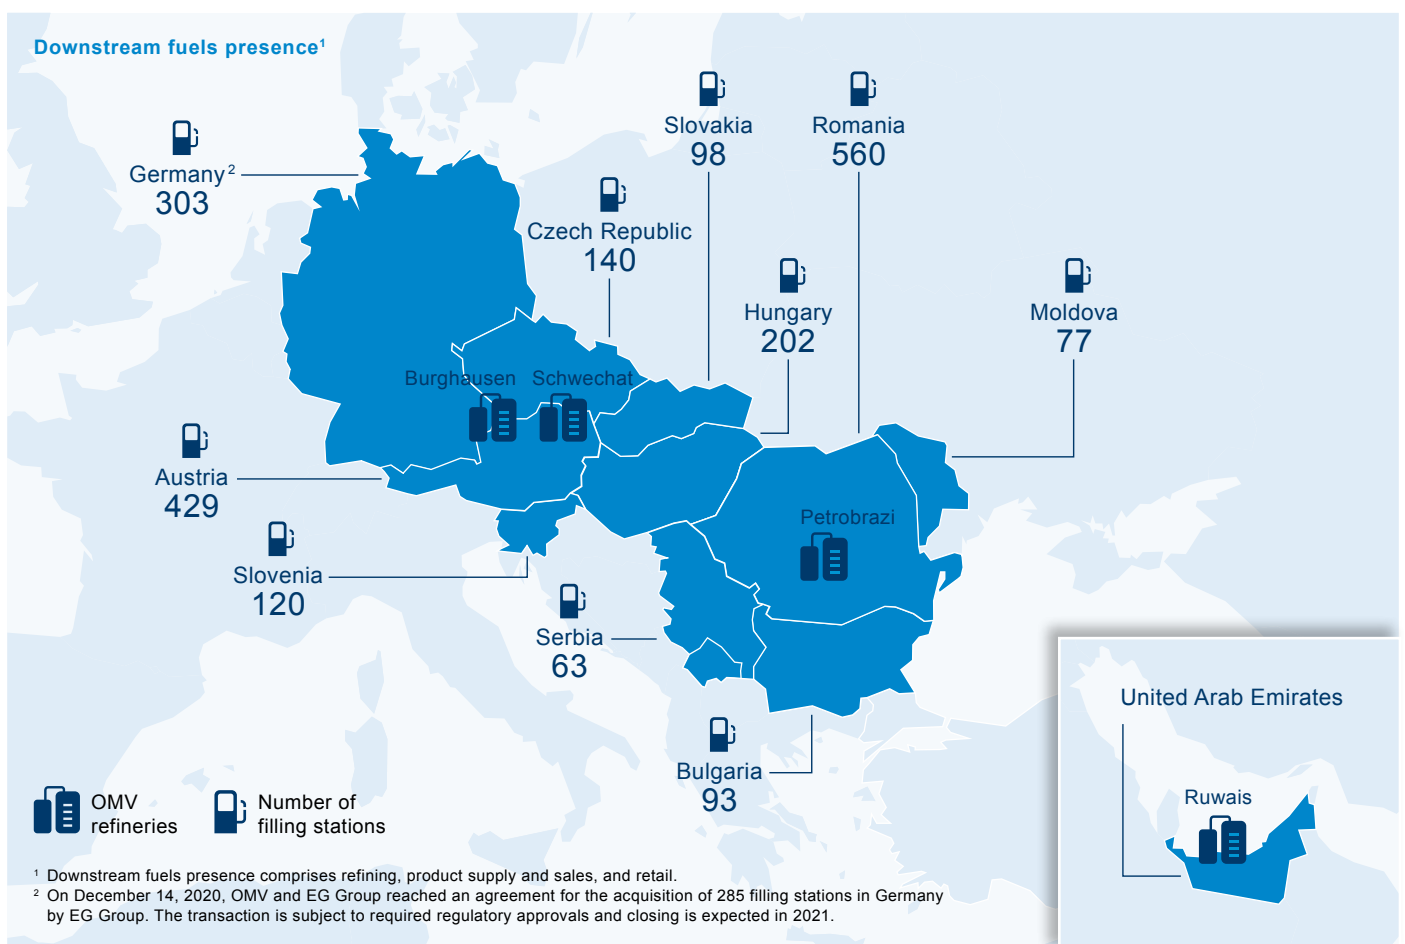 Downstream fuels presence¹
Slovakia
98
Romania
560
Germany²
303
Czech Republic
140
Hungary
202
Moldova
77
Burghausen
Schwechat
Austria
429
Petrobrazi
Slovenia
120
Serbia
63
United Arab Emirates
Bulgaria
93
Ruwais
OMV
refineries
Number of
filling stations
¹ Downstream fuels presence comprises refining, product supply and sales, and retail.
² On December 14, 2020, OMV and EG Group reached an agreement for the acquisition of 285 filling stations in Germany
by EG Group. The transaction is subject to required regulatory approvals and closing is expected in 2021.